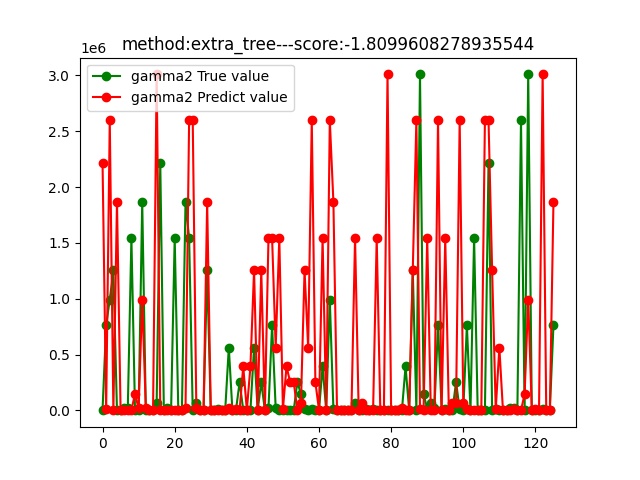 method:extra_tree---score:-1.8099608278935544
1e6
gamma2 True value
gamma2 Predict value
3.0
2.5
2.0
1.5
1.0
0.5
0.0
0 20 40 60 80 100 120